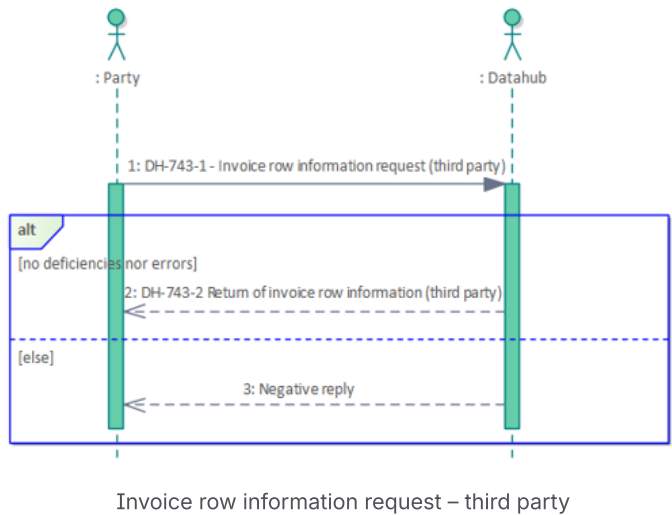 : Party
: Datahub
1: DH-743-1 - Invoice row information request (third party)
alt
[no deficiencies nor errors]
2: DH-743-2 Return of invoice row information (third party)
[else]
3: Negative reply
Invoice row information request – third party